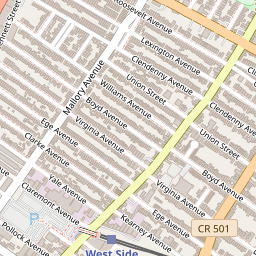 nnett Street
Roosevelt Avenue
Lexington Avenue
Clendenny Avenue
Mallory Avenue
Union Street
Williams Avenue
Boyd Avenue
Clendenny Avenue
Virginia Avenue
Ege Avenue
Union Street
Clarke Avenue
Boyd Avenue
Yale Avenue
Virginia Avenue
Claremont Avenue
Ege Avenue
P
Kearney Avenue
CR 501
Pollock Avenue
West Side